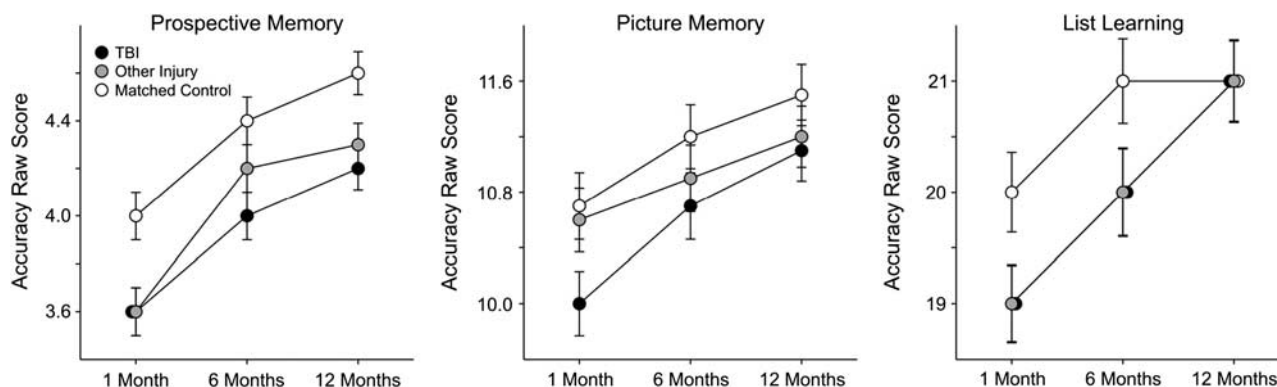 Prospective Memory
TBI
Other Injury
Matched Control
Accuracy Raw Score
4.4
4.0
3.6
1 Month 6 Months 12 Months
Picture Memory
Accuracy Raw Score
11.6
10.8
10.0
1 Month 6 Months 12 Months
List Learning
Accuracy Raw Score
21
20
19
1 Month 6 Months 12 Months